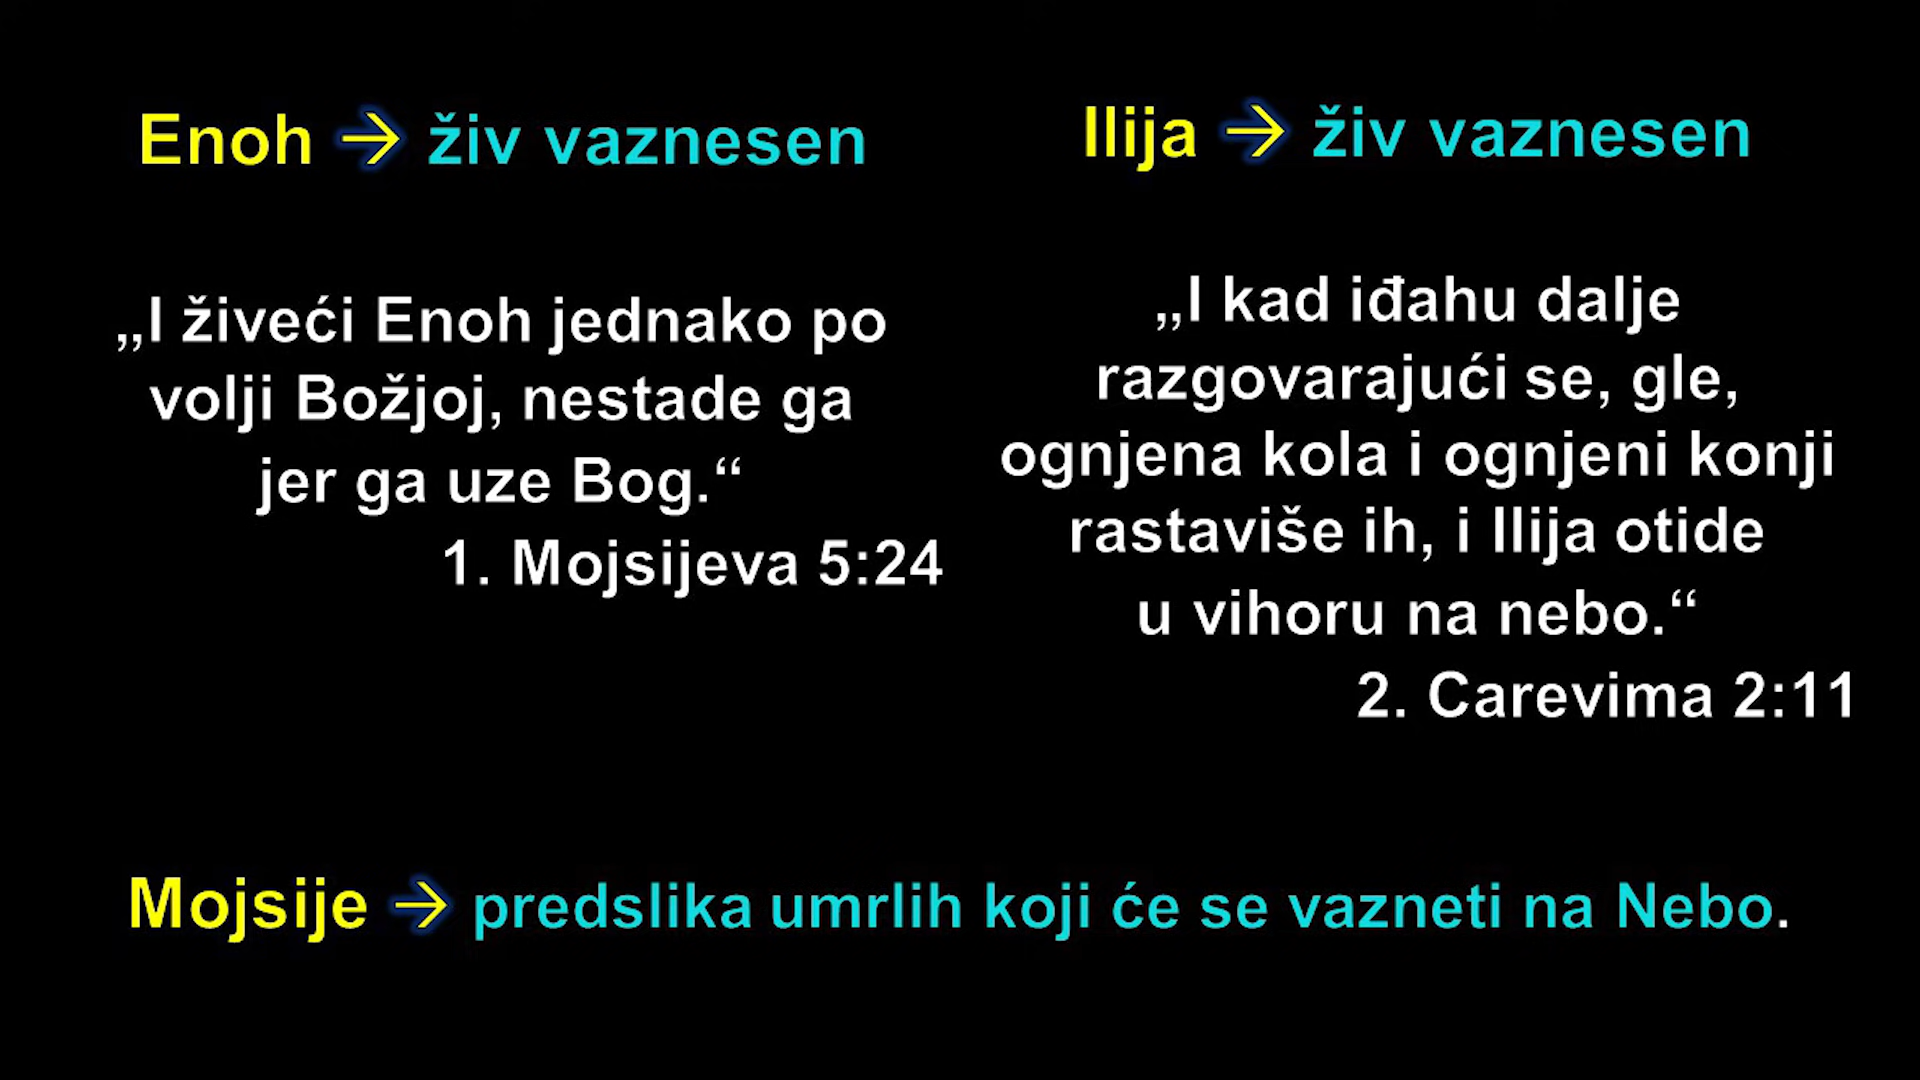 Enoh → živ vaznesen
„I živeći Enoh jednako po
volji Božjoj, nestade ga
jer ga uze Bog.“
1. Mojsijeva 5:24
Ilija → živ vaznesen
„I kad iđahu dalje
razgovarajući se, gle,
ognjena kola i ognjeni konji
rastaviše ih, i Ilija otide
u vihoru na nebo.“
2. Carevima 2:11
Mojsije → predslika umrlih koji će se vazneti na Nebo.